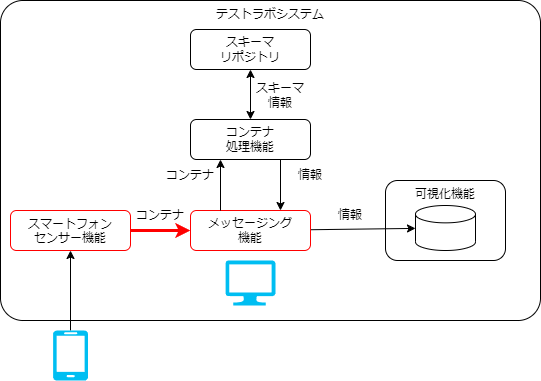 テストラボシステム
スキーマ
リポジトリ
スキーマ
情報
コンテナ
処理機能
コンテナ
情報
可視化機能
コンテナ
情報
スマートフォン
センサー機能
メッセージング
機能